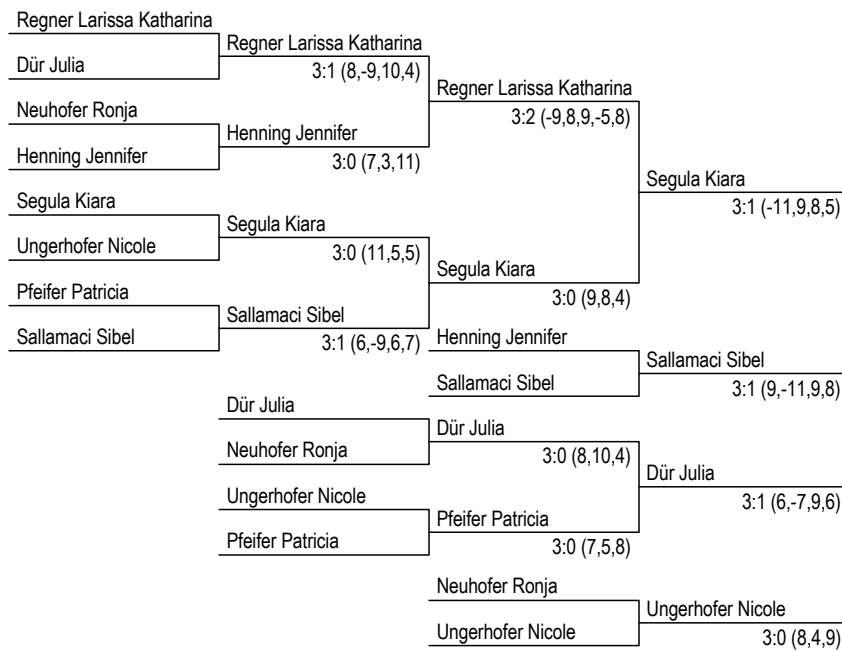 Regner Larissa Katharina
Regner Larissa Katharina
Dür Julia
3:1 (8,-9,10,4)
Regner Larissa Katharina
Neuhofer Ronja
3:2 (-9,8,9,-5,8)
Henning Jennifer
Henning Jennifer
3:0 (7,3,11)
Segula Kiara
Segula Kiara
3:1 (-11,9,8,5)
Segula Kiara
Ungerhofer Nicole
3:0 (11,5,5)
Segula Kiara
Pfeifer Patricia
3:0 (9,8,4)
Sallamaci Sibel
Sallamaci Sibel
3:1 (6,-9,6,7)
Henning Jennifer
Sallamaci Sibel
Sallamaci Sibel
3:1 (9,-11,9,8)
Dür Julia
Dür Julia
Neuhofer Ronja
3:0 (8,10,4)
Dür Julia
Ungerhofer Nicole
3:1 (6,-7,9,6)
Pfeifer Patricia
Pfeifer Patricia
3:0 (7,5,8)
Neuhofer Ronja
Ungerhofer Nicole
Ungerhofer Nicole
3:0 (8,4,9)